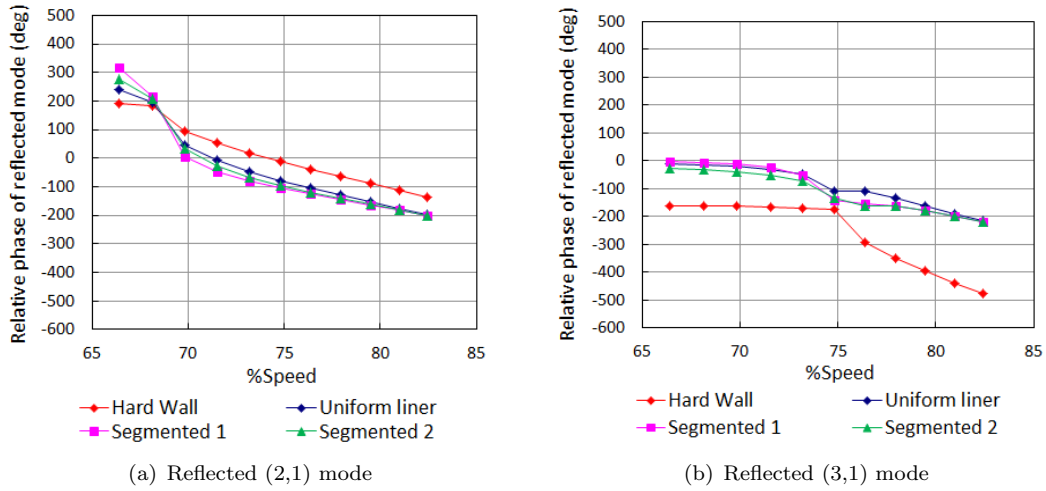 Relative phase of reflected mode (deg)
500
400
300
200
100
0
-100
-200
-300
-400
-500
-600
65 70 75 80 85
%Speed
Hard Wall Uniform liner
Segmented 1 Segmented 2
(a) Reflected (2,1) mode
Relative phase of reflected mode (deg)
500
400
300
200
100
0
-100
-200
-300
-400
-500
-600
65 70 75 80 85
%Speed
Hard Wall Uniform liner
Segmented 1 Segmented 2
(b) Reflected (3,1) mode